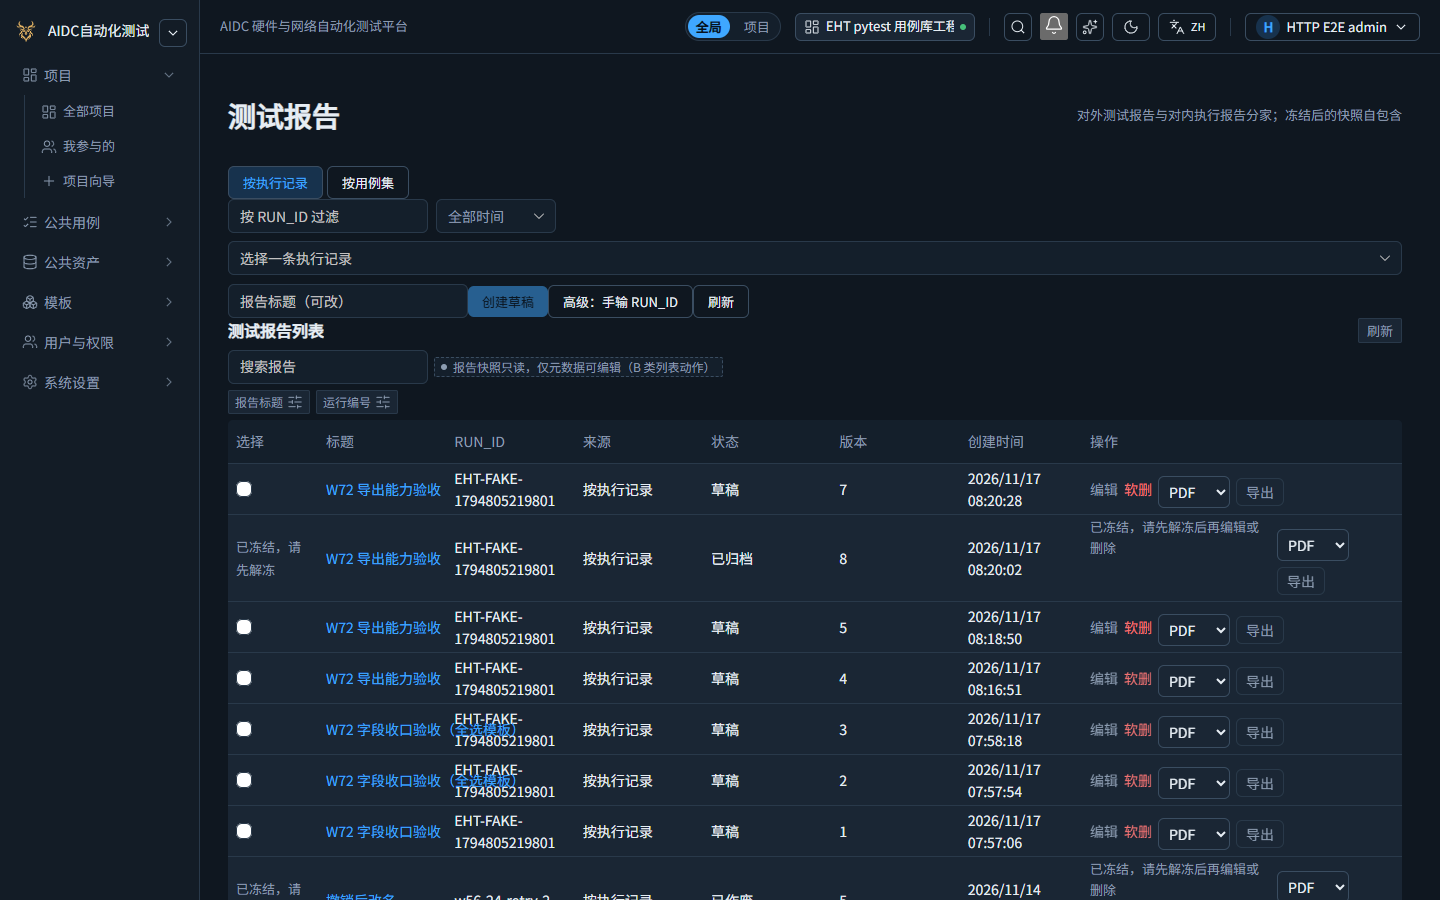 AIDC自动化测试
AIDC 硬件与网络自动化测试平台
全局
项目
EHT pytest 用例库工程
ZH
H
HTTP E2E admin
项目
全部项目
我参与的
项目向导
公共用例
公共资产
模板
用户与权限
系统设置
测试报告
对外测试报告与对内执行报告分家；冻结后的快照自包含
按执行记录
按用例集
按 RUN_ID 过滤
全部时间
选择一条执行记录
报告标题（可改）
创建草稿
高级：手输 RUN_ID
刷新
测试报告列表
刷新
搜索报告
报告快照只读，仅元数据可编辑（B 类列表动作）
报告标题
运行编号
选择 标题 RUN_ID 来源 状态 版本 创建时间 操作
W72 导出能力验收 EHT-FAKE-1794805219801 按执行记录 草稿 7 2026/11/17 08:20:28 编辑 软删 PDF 导出
已冻结，请先解冻 W72 导出能力验收 EHT-FAKE-1794805219801 按执行记录 已归档 8 2026/11/17 08:20:02 已冻结，请先解冻后再编辑或删除 PDF 导出
W72 导出能力验收 EHT-FAKE-1794805219801 按执行记录 草稿 5 2026/11/17 08:18:50 编辑 软删 PDF 导出
W72 导出能力验收 EHT-FAKE-1794805219801 按执行记录 草稿 4 2026/11/17 08:16:51 编辑 软删 PDF 导出
W72 字段收口验收（全选模板） EHT-FAKE-1794805219801 按执行记录 草稿 3 2026/11/17 07:58:18 编辑 软删 PDF 导出
W72 字段收口验收（全选模板） EHT-FAKE-1794805219801 按执行记录 草稿 2 2026/11/17 07:57:54 编辑 软删 PDF 导出
W72 字段收口验收 EHT-FAKE-1794805219801 按执行记录 草稿 1 2026/11/17 07:57:06 编辑 软删 PDF 导出
已冻结，请 2026/11/14 已冻结，请先解冻后再编辑或删除 PDF